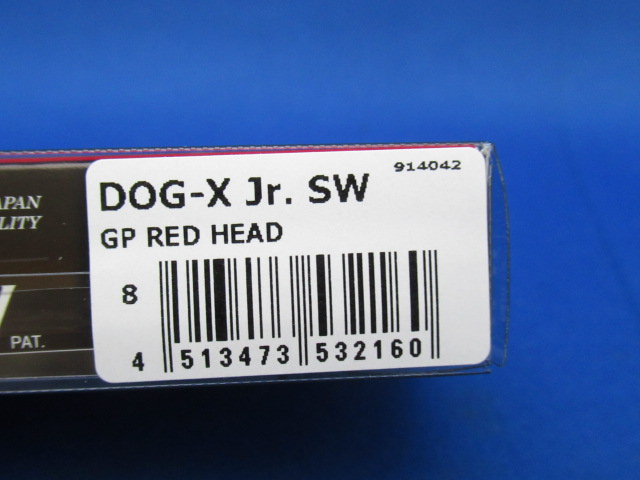 APAN
LITY
PAT.
914042
DOG-X Jr. SW
GP RED HEAD
8
4 513473 532160